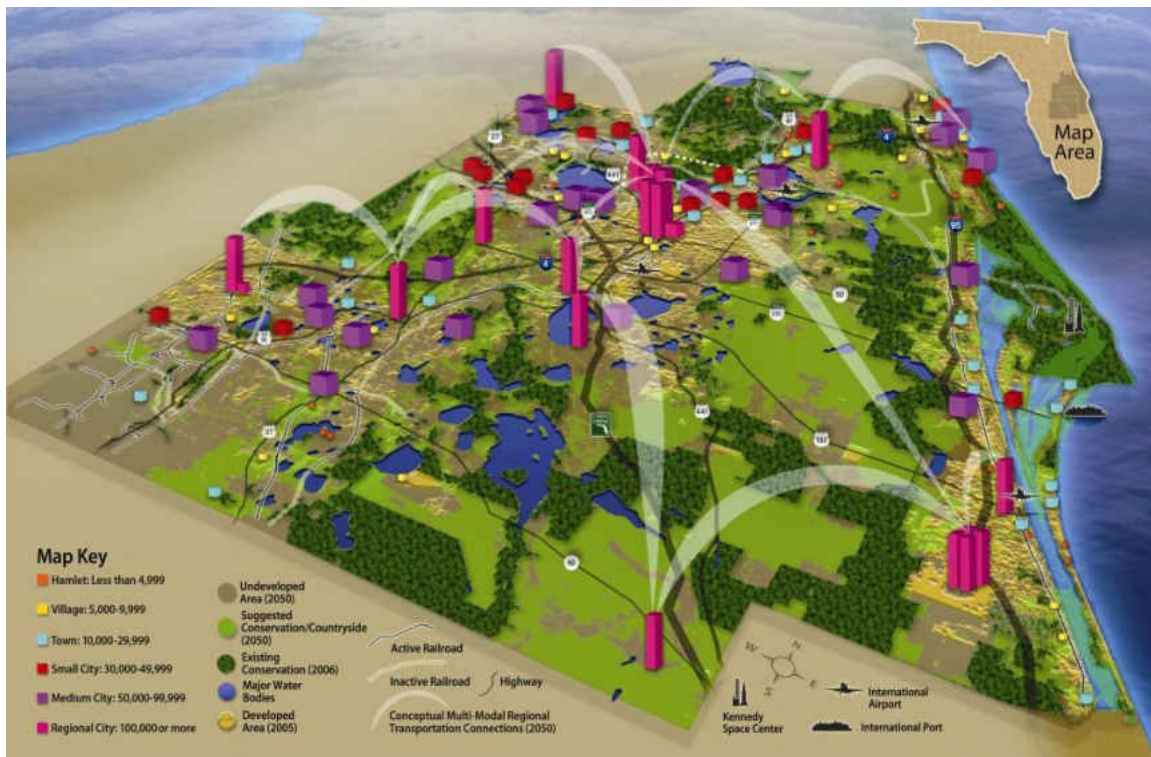 Map
Area
27
441
4
95
4
50
528
27
441
192
60
Map Key
Hamlet: Less than 4,999
Village: 5,000-9,999
Town: 10,000-29,999
Small City: 30,000-49,999
Medium City: 50,000-99,999
Regional City: 100,000 or more
Undeveloped
Area (2050)
Suggested
Conservation/Countryside
(2050)
Existing
Conservation (2006)
Major Water
Bodies
Developed
Area (2005)
Active Railroad
Inactive Railroad
Highway
Conceptual Multi-Modal Regional
Transportation Connections (2050)
W
N
S
E
Kennedy
Space Center
International
Airport
International Port